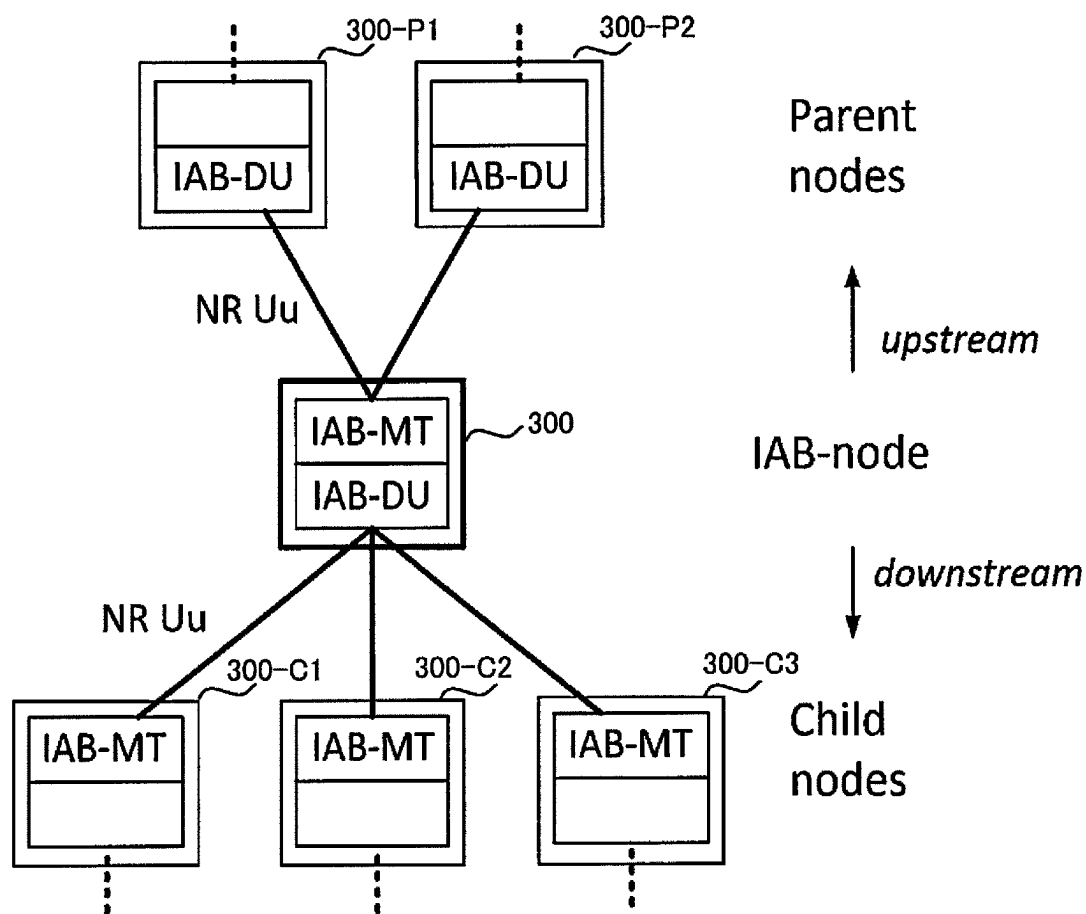 300-P1
300-P2
IAB-DU
IAB-DU
Parent
nodes
NR Uu
upstream
IAB-MT
IAB-DU
300
IAB-node
downstream
NR Uu
300-C1
300-C2
300-C3
IAB-MT
IAB-MT
IAB-MT
Child
nodes